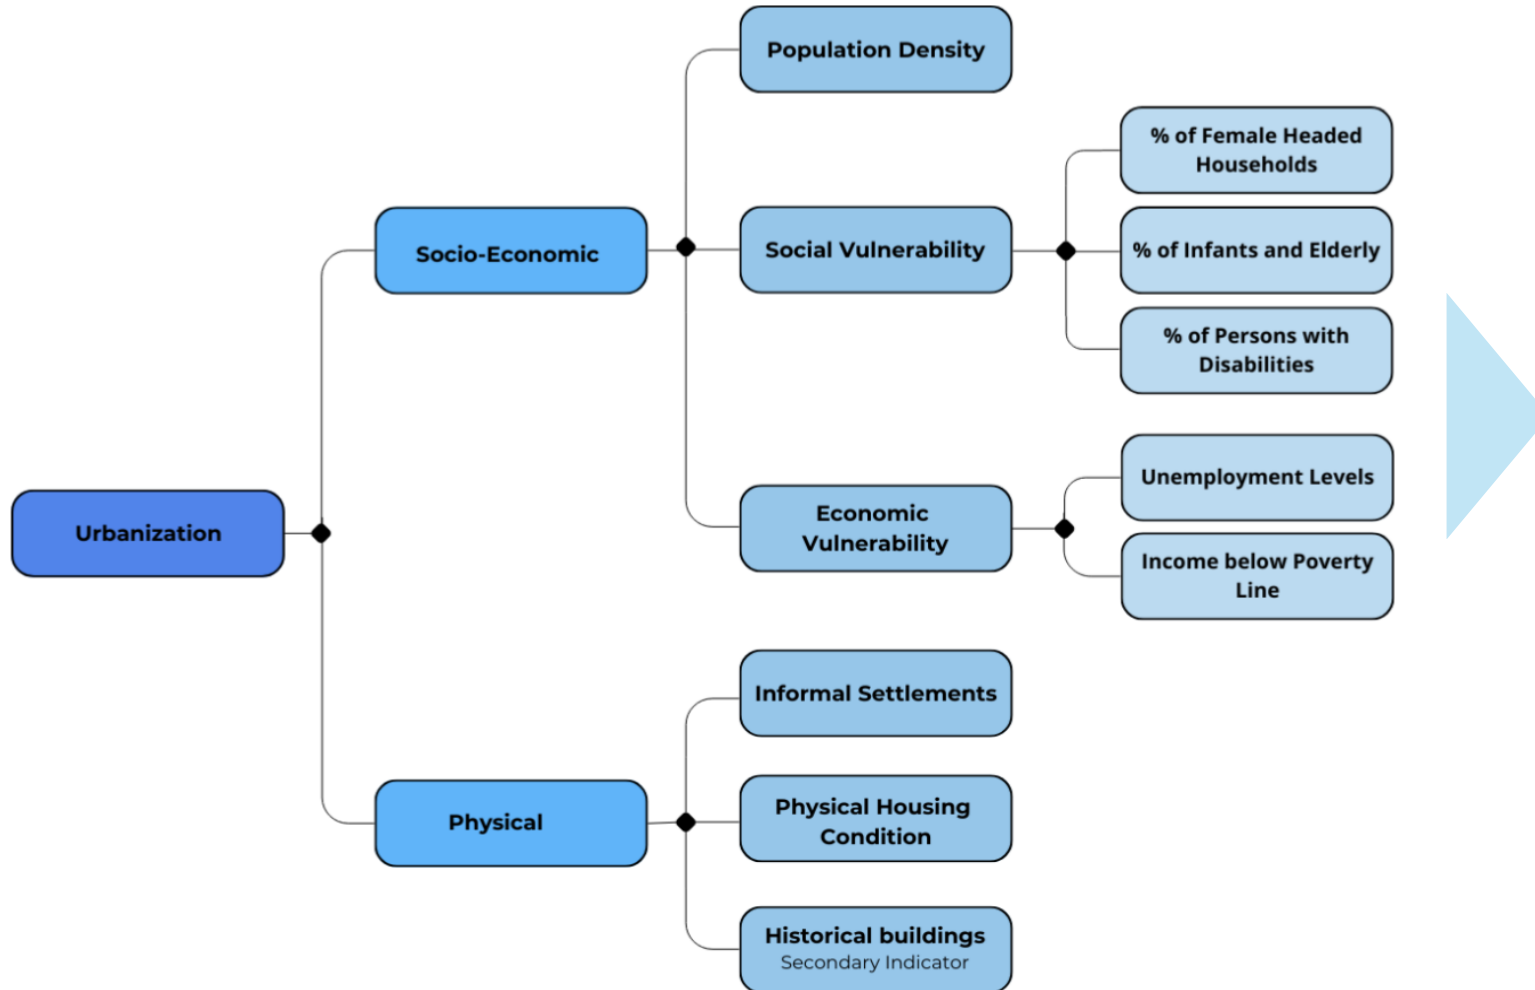 Population Density
% of Female Headed
Households
Socio-Economic
Social Vulnerability
% of Infants and Elderly
% of Persons with
Disabilities
Urbanization
Economic
Vulnerability
Unemployment Levels
Income below Poverty
Line
Informal Settlements
Physical
Physical Housing
Condition
Historical buildings
Secondary Indicator